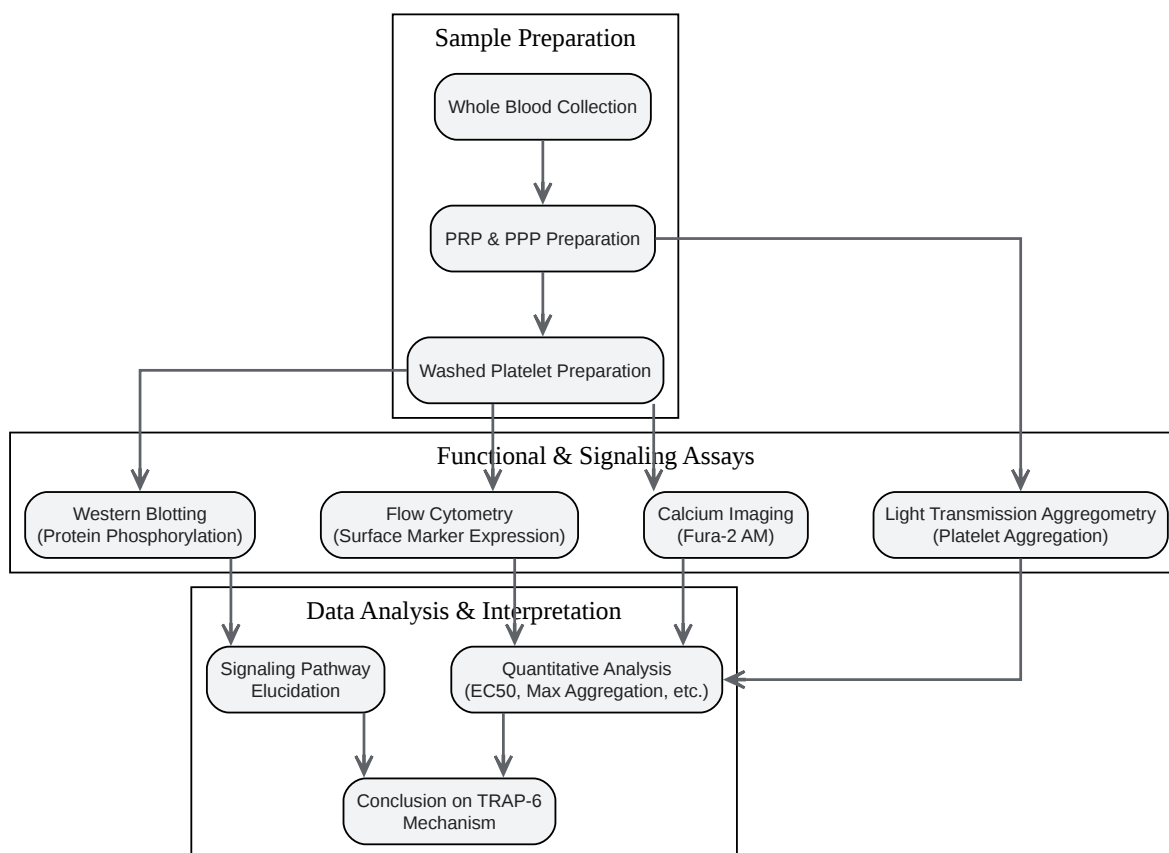 Sample Preparation
Whole Blood Collection
PRP & PPP Preparation
Washed Platelet Preparation
Functional & Signaling Assays
Western Blotting
(Protein Phosphorylation)
Flow Cytometry
(Surface Marker Expression)
Calcium Imaging
(Fura-2 AM)
Light Transmission Aggregometry
(Platelet Aggregation)
Data Analysis & Interpretation
Signaling Pathway
Elucidation
Quantitative Analysis
(EC50, Max Aggregation, etc.)
Conclusion on TRAP-6
Mechanism